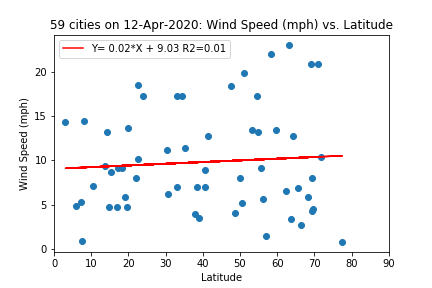 59 cities on 12-Apr-2020: Wind Speed (mph) vs. Latitude
Y= 0.02*X + 9.03 R2=0.01
Wind Speed (mph)
20
15
10
5
0
0 10 20 30 40 50 60 70 80 90
Latitude